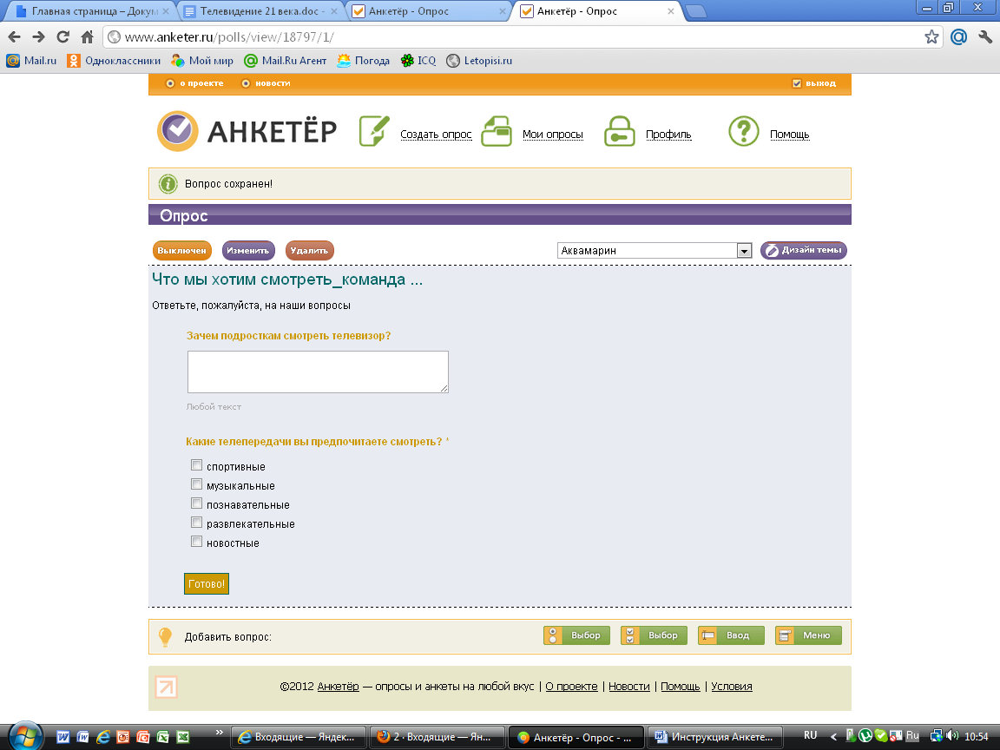 Главная страница – Докум
Телевидение 21 века.doc -
Анкетёр - Опрос
Анкетёр - Опрос
www.anketer.ru/polls/view/18797/1/
Mail.ru Одноклассники Мой мир Mail.Ru Агент Погода ICQ Letopisi.ru
о проекте новости выход
АНКЕТЁР Создать опрос Мои опросы Профиль Помощь
Вопрос сохранен!
Опрос
Выключен Изменить Удалить Аквамарин Дизайн темы
Что мы хотим смотреть_команда ...
Ответьте, пожалуйста, на наши вопросы
Зачем подросткам смотреть телевизор?
Любой текст
Какие телепередачи вы предпочитаете смотреть? *
спортивные
музыкальные
познавательные
развлекательные
новостные
Готово!
Добавить вопрос: Выбор Выбор Ввод Меню
©2012 Анкетёр — опросы и анкеты на любой вкус | О проекте | Новости | Помощь | Условия
Входящие — Яндек... 2 · Входящие — Ян... Анкетёр - Опрос - ... Инструкция Анкете... RU Ru 10:54